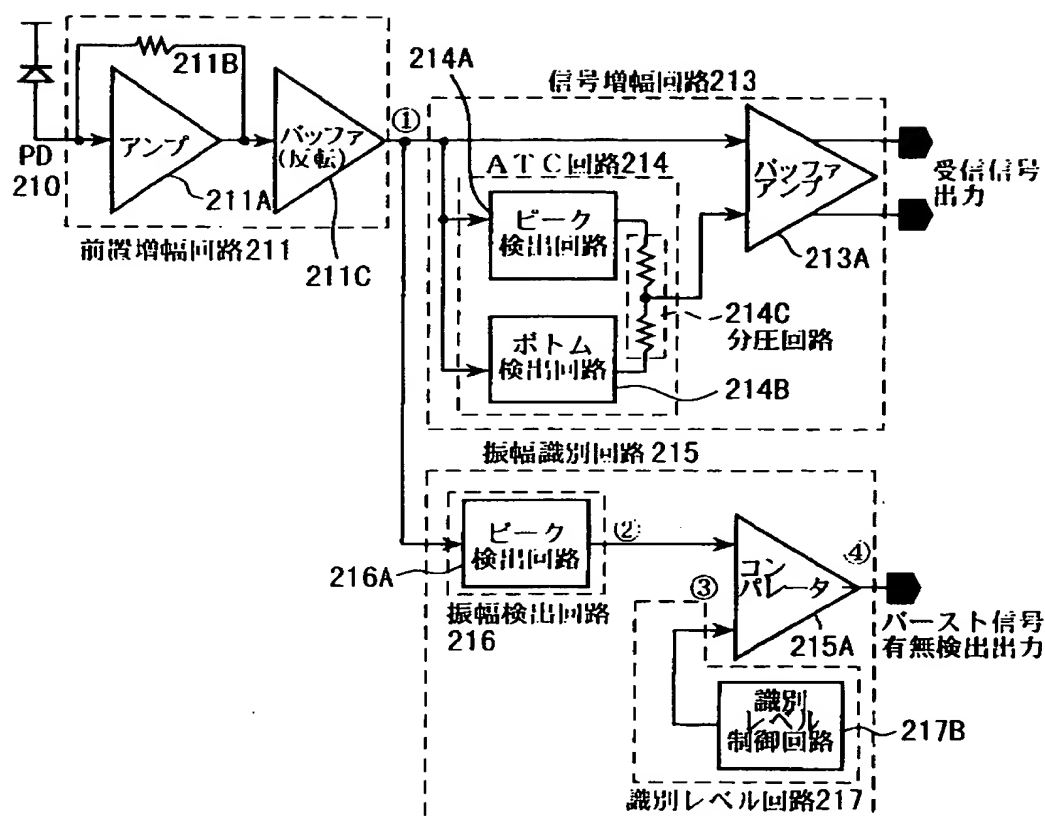 211B
214A
信号増幅回路213
①
アンプ
バッファ
(反転)
ATC回路214
バッファ
アンプ
受信信号
出力
PD
210
211A
ピーク
検出回路
前置増幅回路211
211C
213A
214C
分圧回路
ボトム
検出回路
214B
振幅識別回路215
ピーク
検出回路
②
216A
コン
パレータ
④
③
振幅検出回路
216
215A
バースト信号
有無検出出力
識別
レベル
制御回路
217B
識別レベル回路217